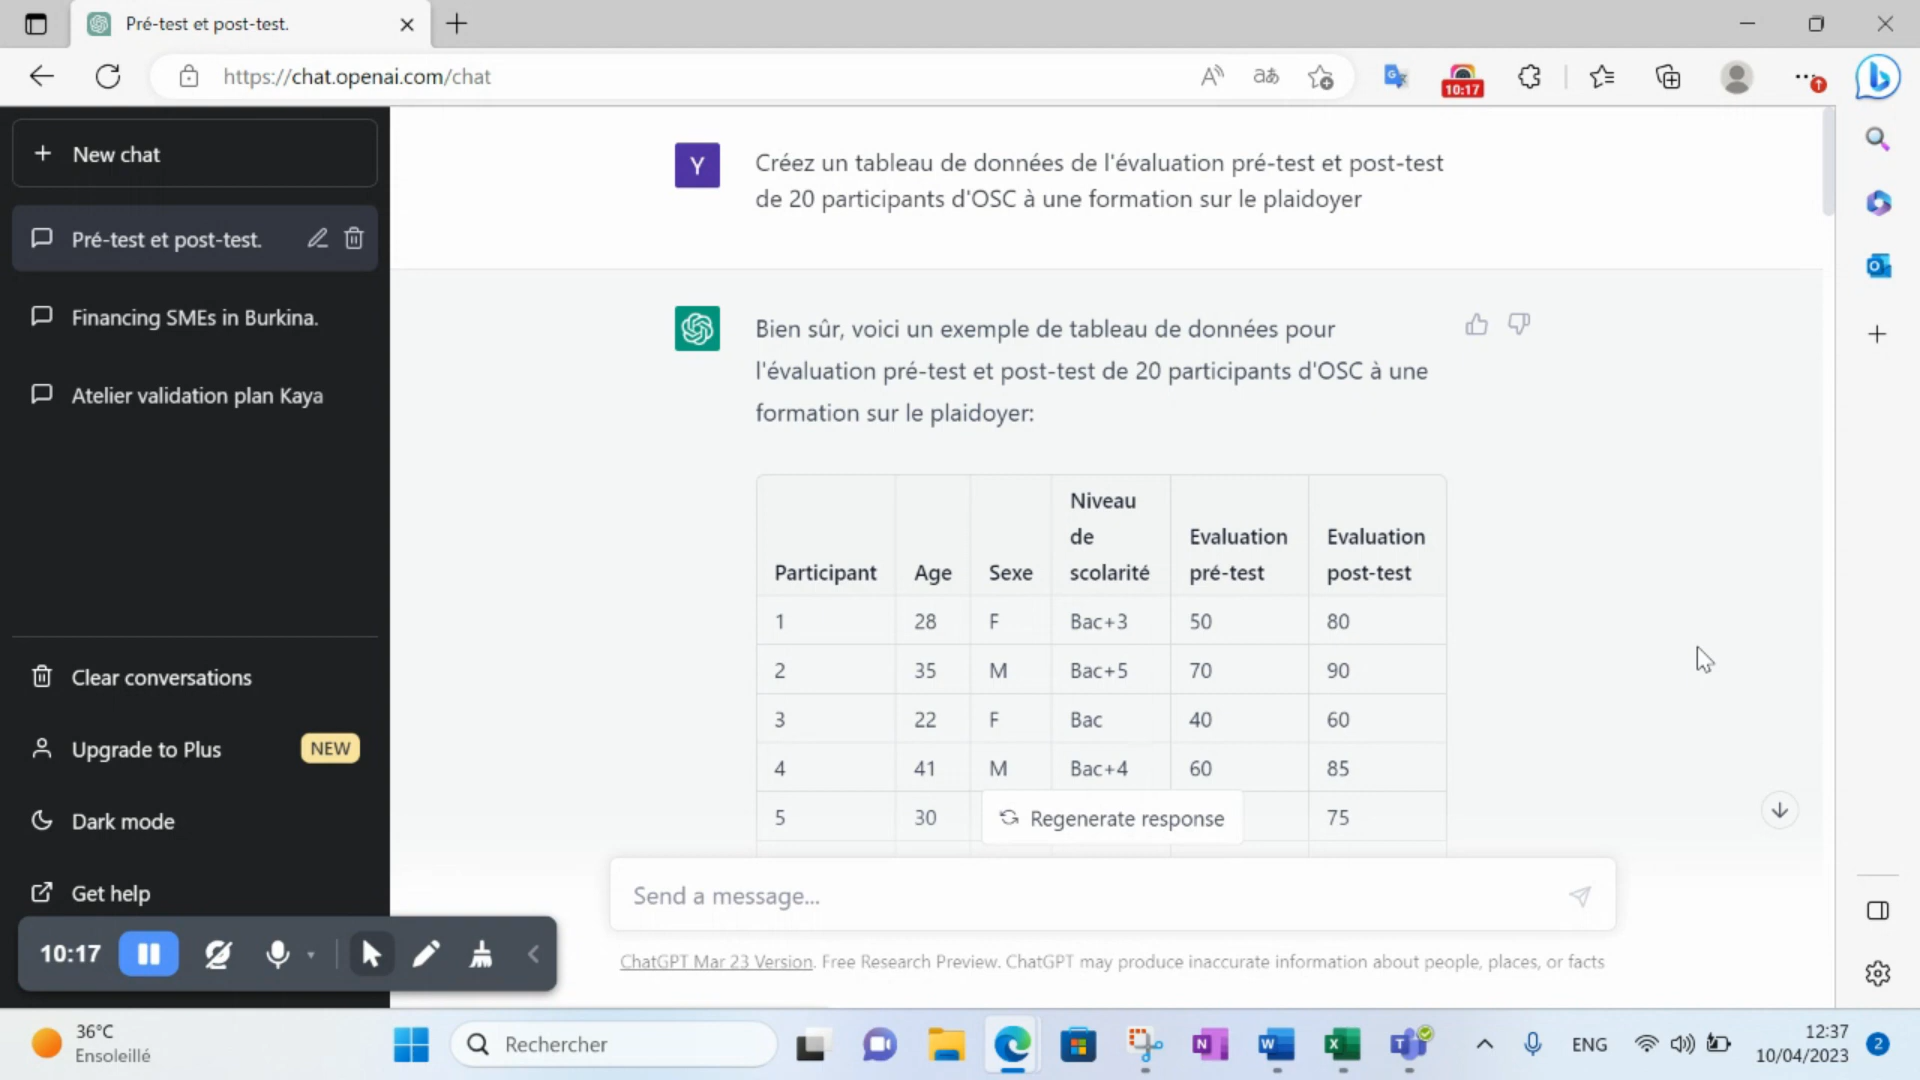 Pré-test et post-test.
https://chat.openai.com/chat
10:17
New chat
Pré-test et post-test.
Financing SMEs in Burkina.
Atelier validation plan Kaya
Clear conversations
Upgrade to Plus NEW
Dark mode
Get help
10:17
Y
Créez un tableau de données de l'évaluation pré-test et post-test
de 20 participants d'OSC à une formation sur le plaidoyer
Bien sûr, voici un exemple de tableau de données pour
l'évaluation pré-test et post-test de 20 participants d'OSC à une
formation sur le plaidoyer:
Participant Age Sexe Niveau de scolarité Evaluation pré-test Evaluation post-test
1 28 F Bac+3 50 80
2 35 M Bac+5 70 90
3 22 F Bac 40 60
4 41 M Bac+4 60 85
5 30 75
Regenerate response
Send a message...
ChatGPT Mar 23 Version. Free Research Preview. ChatGPT may produce inaccurate information about people, places, or facts
36°C
Ensoleillé
Rechercher
ENG
12:37
10/04/2023
2